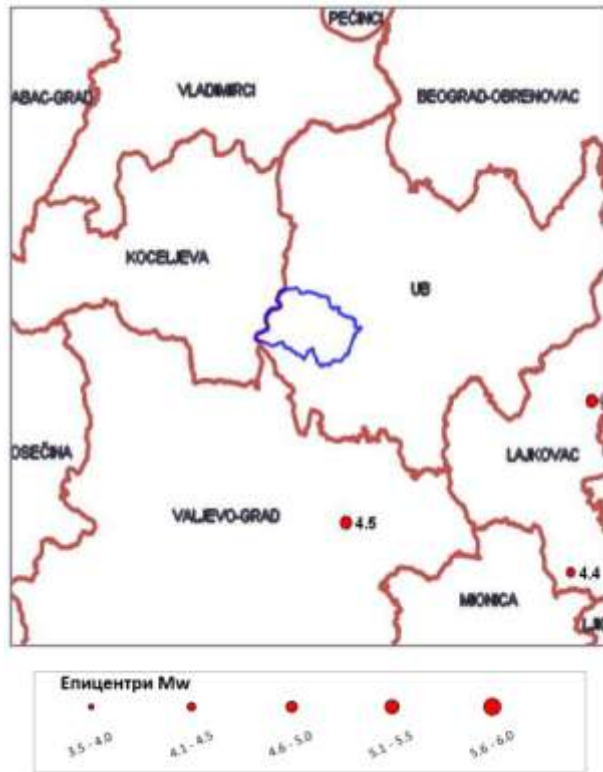 PEČINCI
ABAC-GRAD
VLADIMIRCI
BEOGRAD-OBRENOVAC
KOCELJEVA
UB
OSEČINA
LAJKOVAC
VALJEVO-GRAD
4.5
4.4
MIONICA
Епицентри Mw
3.5 - 4.0
4.1 - 4.5
4.6 - 5.0
5.1 - 5.5
5.6 - 6.0